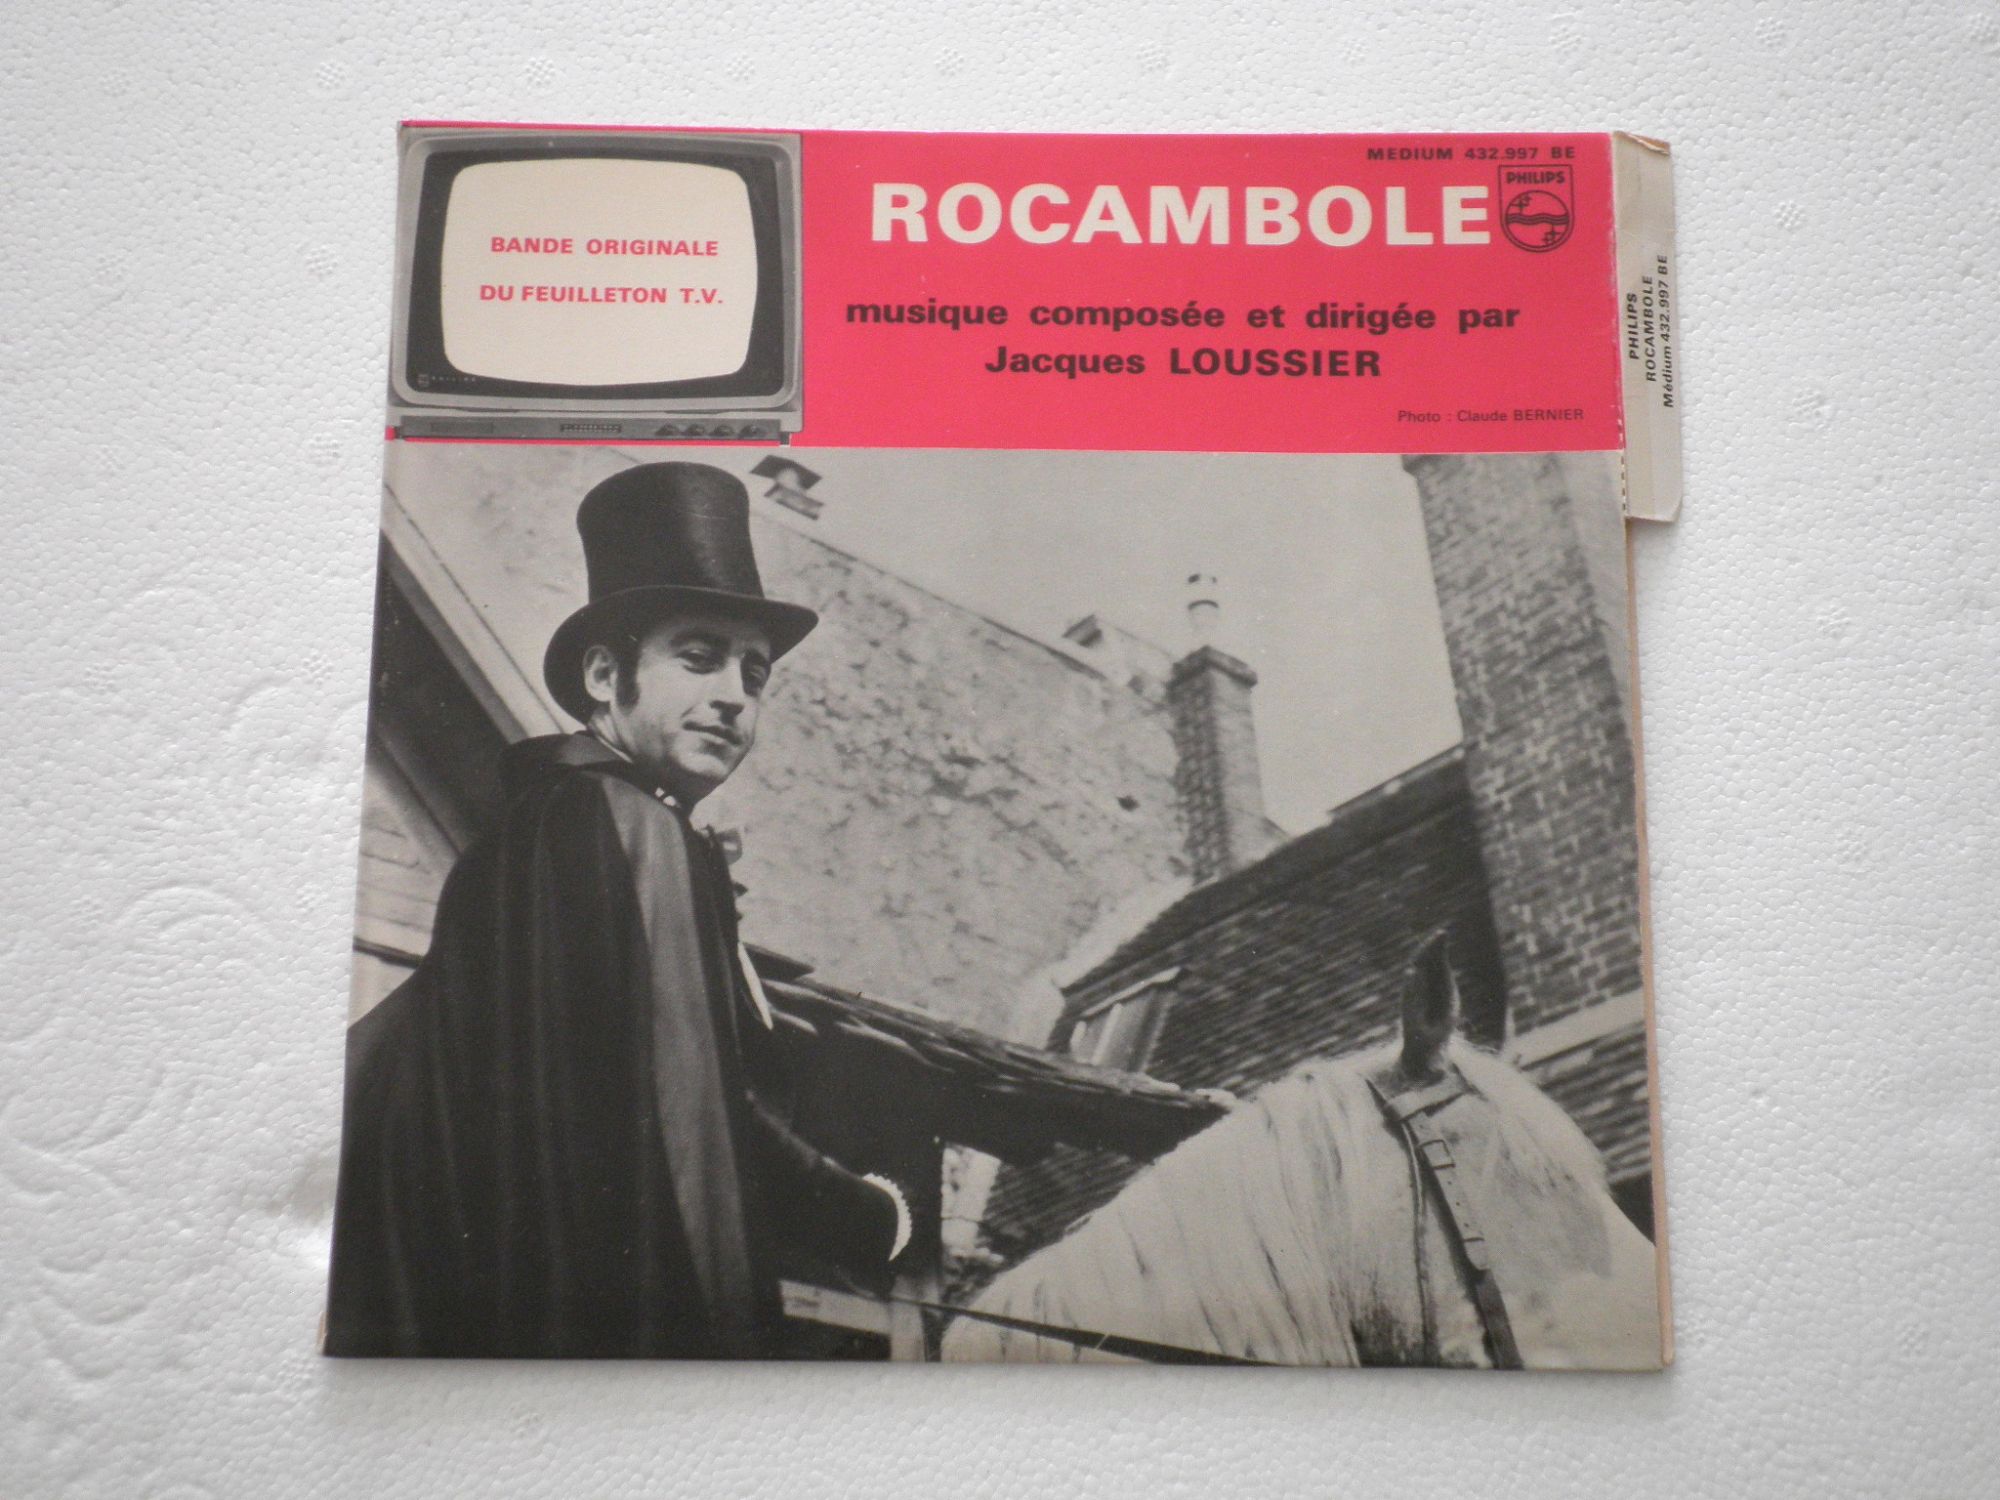 MEDIUM 432.997 BE
PHILIPS
ROCAMBOLE
BANDE ORIGINALE
DU FEUILLETON T.V.
musique composée et dirigée par
Jacques LOUSSIER
Photo : Claude BERNIER
PHILIPS
ROCAMBOLE
Médium 432.997 BE
PHILIPS